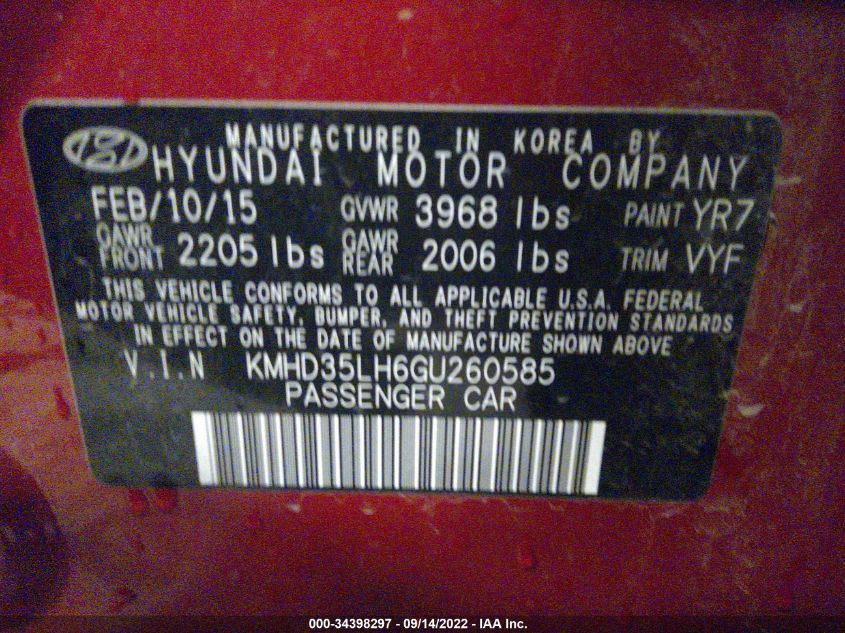 MANUFACTURED IN KOREA BY
HYUNDAI MOTOR COMPANY
FEB/10/15 GVWR 3968 lbs PAINT YR7
GAWR FRONT 2205 lbs GAWR REAR 2006 lbs TRIM VYF
THIS VEHICLE CONFORMS TO ALL APPLICABLE U.S.A. FEDERAL
MOTOR VEHICLE SAFETY, BUMPER, AND THEFT PREVENTION STANDARDS
IN EFFECT ON THE DATE OF MANUFACTURE SHOWN ABOVE
V.I.N KMHD35LH6GU260585
PASSENGER CAR
000-34398297 - 09/14/2022 - IAA Inc.